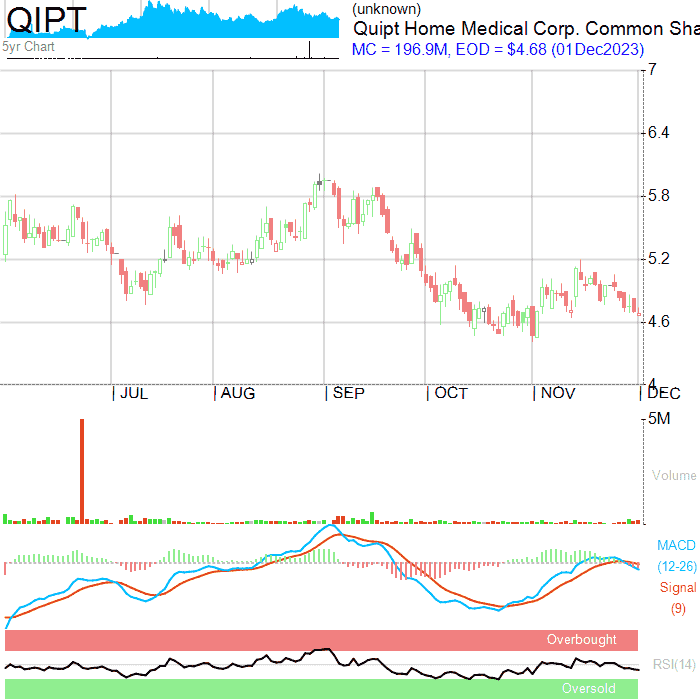 QIPT
(unknown)
Quipt Home Medical Corp. Common Sha
5yr Chart
MC = 196.9M, EOD = $4.68 (01Dec2023)
7
6.4
5.8
5.2
4.6
4
JUL AUG SEP OCT NOV DEC
5M
Volume
MACD
(12-26)
Signal
(9)
Overbought
RSI(14)
Oversold